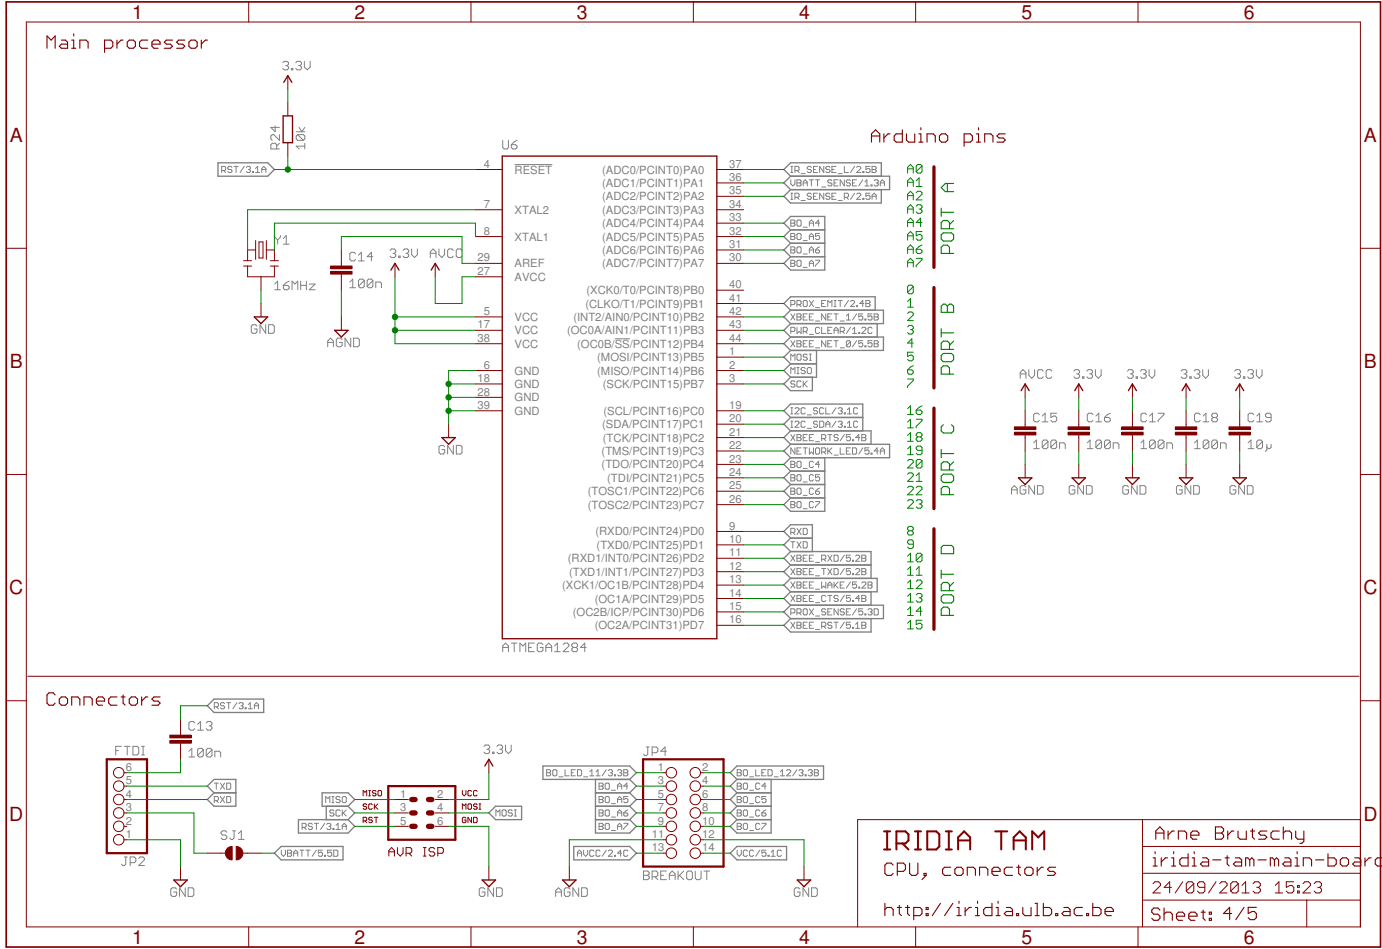 1 2 3 4 5 6
Main processor
3.3V
R24
10k
RST/3.1A
A A
U6
Arduino pins
4 RESET
7 XTAL2
8 XTAL1
29 AREF
27 AVCC
5 VCC
17 VCC
38 VCC
6 GND
18 GND
28 GND
39 GND
Y1
16MHz
GND
C14
100n
AGND
3.3V
AVCC
GND
(ADC0/PCINT0)PA0 37 IR_SENSE_L/2.5B A0
(ADC1/PCINT1)PA1 36 VBATT_SENSE/1.3A A1
(ADC2/PCINT2)PA2 35 IR_SENSE_R/2.5A A2
(ADC3/PCINT3)PA3 34 A3
(ADC4/PCINT4)PA4 33 BO_A4 A4
(ADC5/PCINT5)PA5 32 BO_A5 A5
(ADC6/PCINT6)PA6 31 BO_A6 A6
(ADC7/PCINT7)PA7 30 BO_A7 A7
PORT A
(XCK0/T0/PCINT8)PB0 40 0
(CLKO/T1/PCINT9)PB1 41 PROX_EMIT/2.4B 1
(INT2/AIN0/PCINT10)PB2 42 XBEE_NET_1/5.5B 2
(OC0A/AIN1/PCINT11)PB3 43 PWR_CLEAR/1.2C 3
(OC0B/SS/PCINT12)PB4 44 XBEE_NET_0/5.5B 4
(MOSI/PCINT13)PB5 1 MOSI 5
(MISO/PCINT14)PB6 2 MISO 6
(SCK/PCINT15)PB7 3 SCK 7
PORT B
B B
(SCL/PCINT16)PC0 19 I2C_SCL/3.1C 16
(SDA/PCINT17)PC1 20 I2C_SDA/3.1C 17
(TCK/PCINT18)PC2 21 XBEE_RTS/5.4B 18
(TMS/PCINT19)PC3 22 NETWORK_LED/5.4A 19
(TDO/PCINT20)PC4 23 BO_C4 20
(TDI/PCINT21)PC5 24 BO_C5 21
(TOSC1/PCINT22)PC6 25 BO_C6 22
(TOSC2/PCINT23)PC7 26 BO_C7 23
PORT C
(RXD0/PCINT24)PD0 9 RXD 8
(TXD0/PCINT25)PD1 10 TXD 9
(RXD1/INT0/PCINT26)PD2 11 XBEE_RXD/5.2B 10
(TXD1/INT1/PCINT27)PD3 12 XBEE_TXD/5.2B 11
(XCK1/OC1B/PCINT28)PD4 13 XBEE_WAKE/5.2B 12
(OC1A/PCINT29)PD5 14 XBEE_CTS/5.4B 13
(OC2B/ICP/PCINT30)PD6 15 PROX_SENSE/5.3D 14
(OC2A/PCINT31)PD7 16 XBEE_RST/5.1B 15
PORT D
ATMEGA1284
AVCC 3.3V 3.3V 3.3V 3.3V
C15 C16 C17 C18 C19
100n 100n 100n 100n 10µ
AGND GND GND GND GND
C C
Connectors
RST/3.1A
C13
100n
FTDI
6
5 TXD
4 RXD
3
2
1
JP2
SJ1
VBATT/5.5D
GND
3.3V
MISO MISO 1 2 VCC
SCK SCK 3 4 MOSI MOSI
RST/3.1A RST 5 6 GND
AVR ISP
GND
JP4
BO_LED_11/3.3B 1 2 BO_LED_12/3.3B
BO_A4 3 4 BO_C4
BO_A5 5 6 BO_C5
BO_A6 7 8 BO_C6
BO_A7 9 10 BO_C7
11 12
AVCC/2.4C 13 14 VCC/5.1C
BREAKOUT
AGND
GND
D D
IRIDIA TAM
CPU, connectors
http://iridia.ulb.ac.be
Arne Brutschy
iridia-tam-main-board
24/09/2013 15:23
Sheet: 4/5
1 2 3 4 5 6